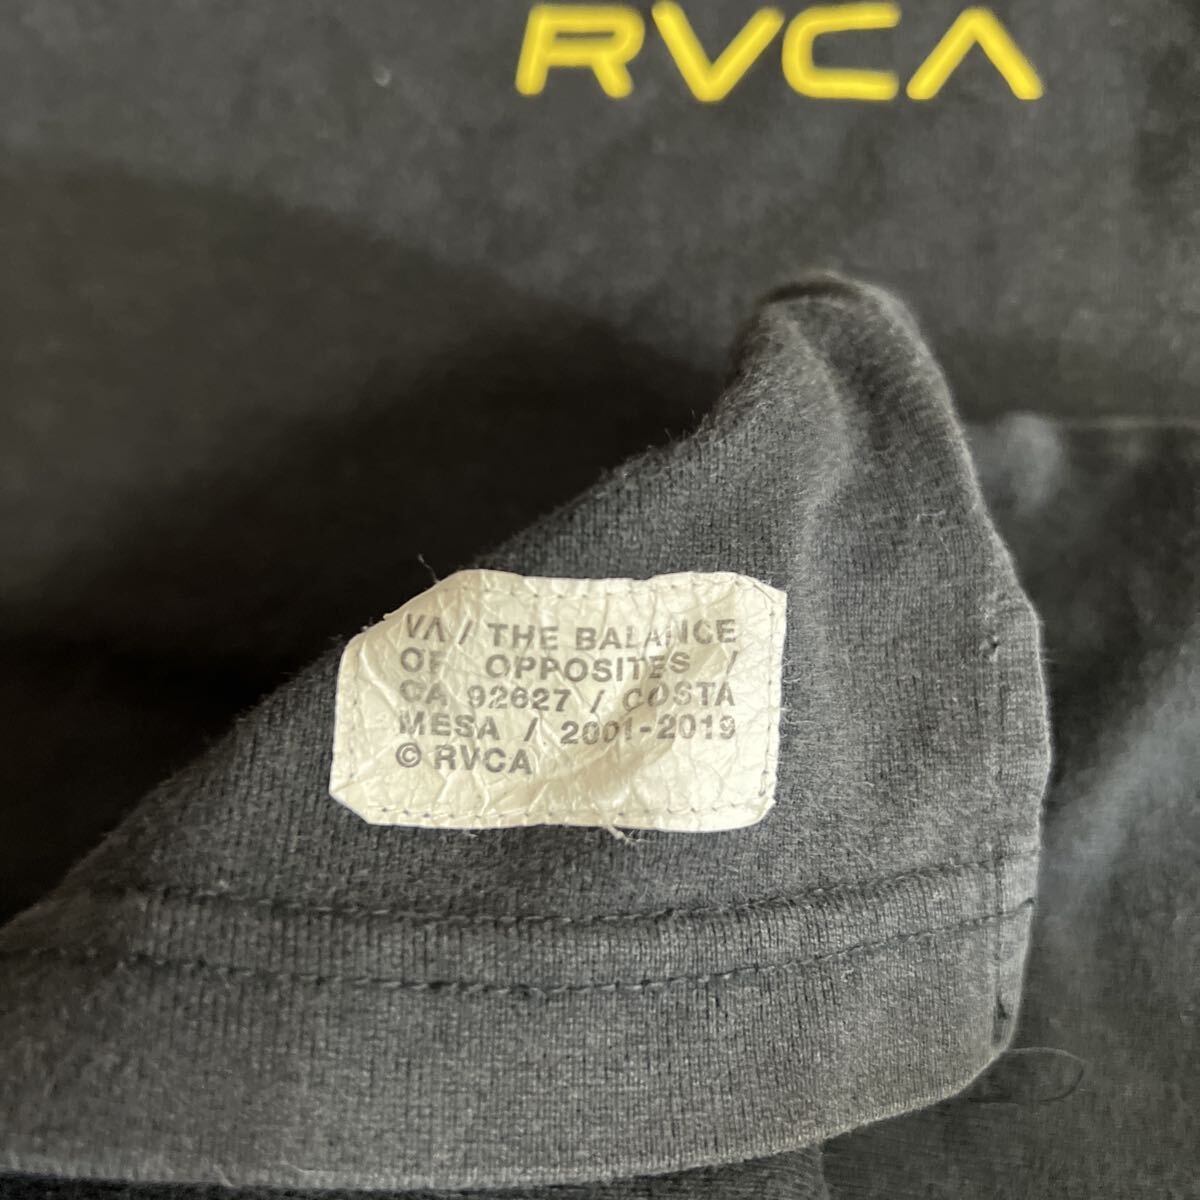 RVCA
VA / THE BALANCE
OF OPPOSITES /
CA 92627 / COSTA
MESA / 2001-2019
© RVCA